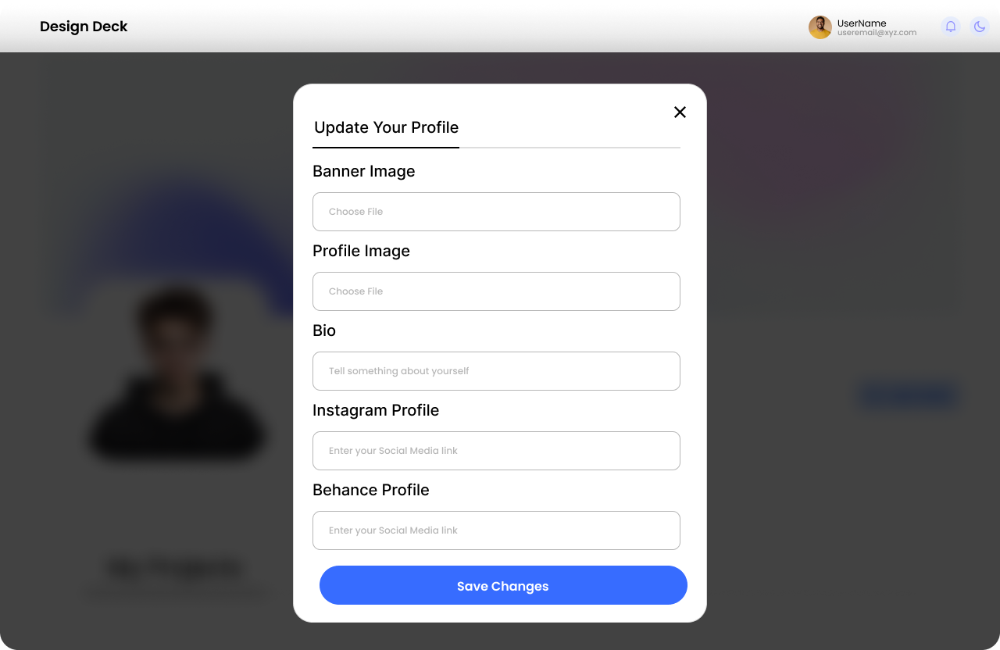 Design Deck
UserName
useremail@xyz.com
Update Your Profile
Banner Image
Choose File
Profile Image
Choose File
Bio
Tell something about yourself
Instagram Profile
Enter your Social Media link
Behance Profile
Enter your Social Media link
Save Changes
My Projects